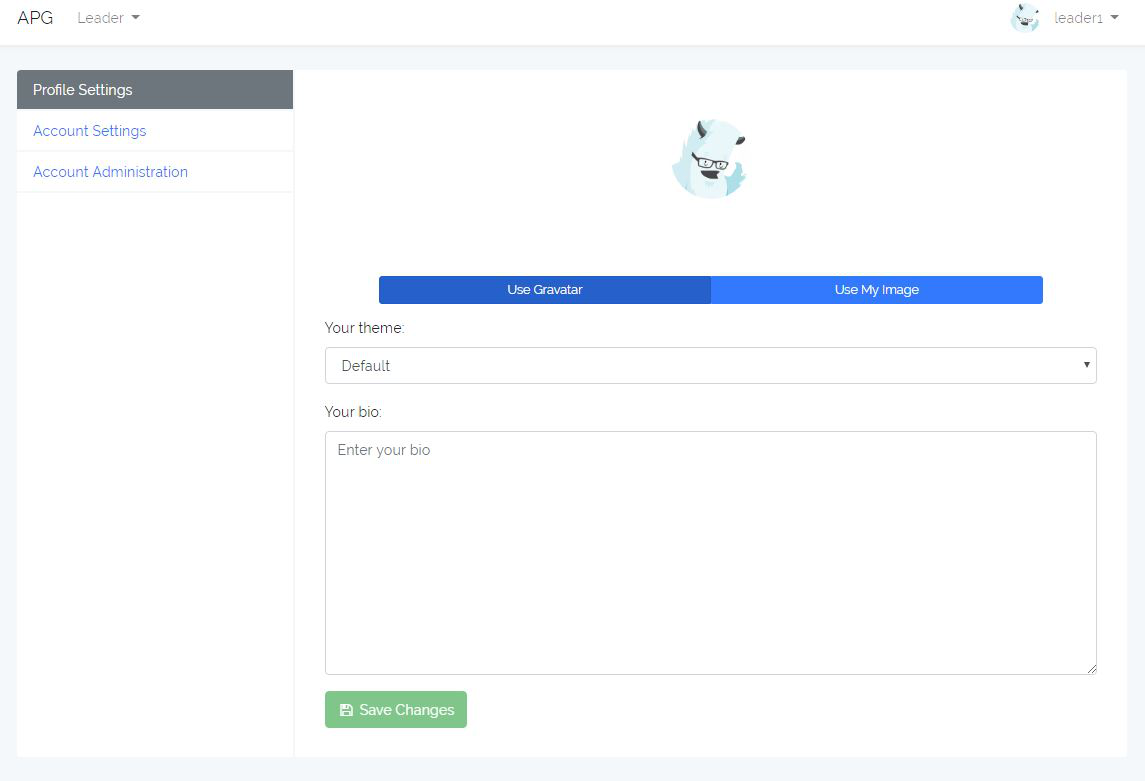 APG Leader leader1
Profile Settings
Account Settings
Account Administration
Use Gravatar Use My Image
Your theme:
Default
Your bio:
Enter your bio
Save Changes